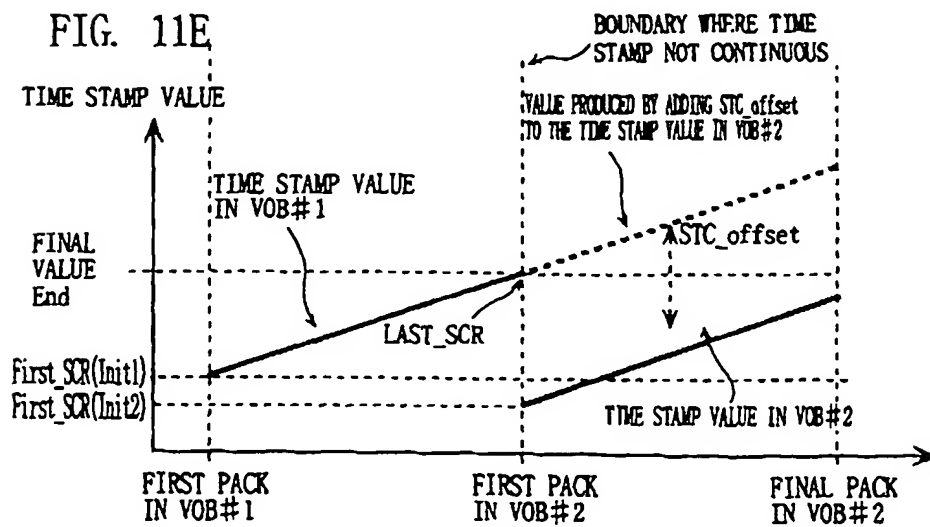 FIG. 11E
BOUNDARY WHERE TIME
STAMP NOT CONTINUOUS
TIME STAMP VALUE
VALUE PRODUCED BY ADDING STC_offset
TO THE TIME STAMP VALUE IN VOB#2
TIME STAMP VALUE
IN VOB#1
FINAL
VALUE
End
STC_offset
LAST_SCR
First_SCR(Init1)
First_SCR(Init2)
TIME STAMP VALUE IN VOB#2
FIRST PACK
IN VOB#1
FIRST PACK
IN VOB#2
FINAL PACK
IN VOB#2